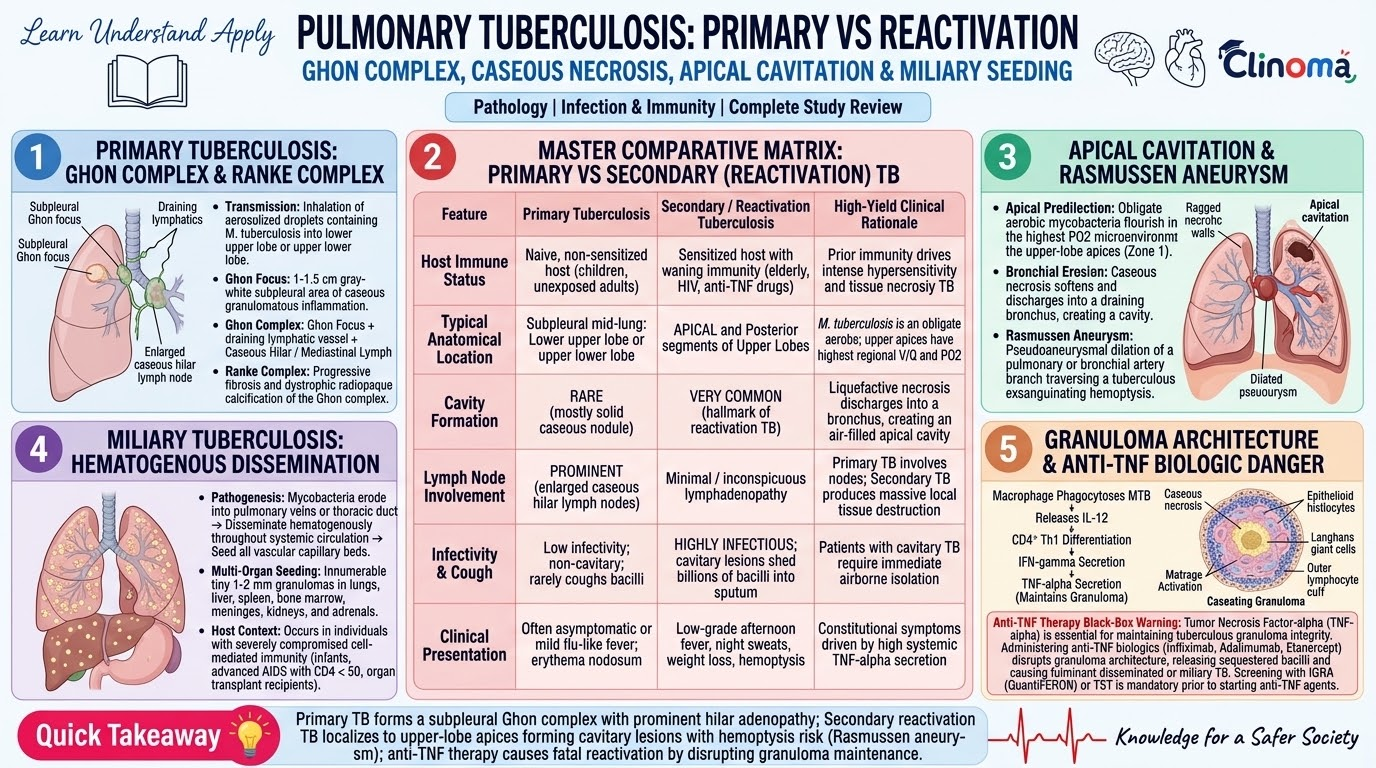 Learn Understand Apply
PULMONARY TUBERCULOSIS: PRIMARY VS REACTIVATION
GHON COMPLEX, CASEOUS NECROSIS, APICAL CAVITATION & MILIARY SEEDING
Pathology | Infection & Immunity | Complete Study Review
Clinoma
1
PRIMARY TUBERCULOSIS:
GHON COMPLEX & RANKE COMPLEX
Subpleural
Ghon focus
Draining
lymphatics
Subpleural
Ghon focus
Enlarged
caseous hilar
lymph node
• Transmission: Inhalation of
aerosolized droplets containing
M. tuberculosis into lower
upper lobe or upper lower
lobe.
• Ghon Focus: 1-1.5 cm gray-
white subpleural area of caseous
granulomatous inflammation.
• Ghon Complex: Ghon Focus +
draining lymphatic vessel +
Caseous Hilar / Mediastinal Lymph
• Ranke Complex: Progressive
fibrosis and dystrophic radiopaque
calcification of the Ghon complex.
2
MASTER COMPARATIVE MATRIX:
PRIMARY VS SECONDARY (REACTIVATION) TB
Feature
Primary Tuberculosis
Secondary / Reactivation
Tuberculosis
High-Yield Clinical
Rationale
Host Immune
Status
Naive, non-sensitized
host (children,
unexposed adults)
Sensitized host with
waning immunity (elderly,
HIV, anti-TNF drugs)
Prior immunity drives
intense hypersensitivity
and tissue necrosiy TB
Typical
Anatomical
Location
Subpleural mid-lung:
Lower upper lobe or
upper lower lobe
APICAL and Posterior
segments of Upper Lobes
M. tuberculosis is an obligate
aerobe; upper apices have
highest regional V/Q and PO2
Cavity
Formation
RARE
(mostly solid
caseous nodule)
VERY COMMON
(hallmark of
reactivation TB)
Liquefactive necrosis
discharges into a
bronchus, creating an
air-filled apical cavity
Lymph Node
Involvement
PROMINENT
(enlarged caseous
hilar lymph nodes)
Minimal / inconspicuous
lymphadenopathy
Primary TB involves
nodes; Secondary TB
produces massive local
tissue destruction
Infectivity
& Cough
Low infectivity;
non-cavitary;
rarely coughs bacilli
HIGHLY INFECTIOUS;
cavitary lesions shed
billions of bacilli into
sputum
Patients with cavitary TB
require immediate
airborne isolation
Clinical
Presentation
Often asymptomatic or
mild flu-like fever;
erythema nodosum
Low-grade afternoon
fever, night sweats,
weight loss, hemoptysis
Constitutional symptoms
driven by high systemic
TNF-alpha secretion
3
APICAL CAVITATION &
RASMUSSEN ANEURYSM
• Apical Predilection: Obligate
aerobic mycobacteria flourish
in the highest PO2 microenvironmt
the upper-lobe apices (Zone 1).
• Bronchial Eresion: Caseous
necrosis softens and
discharges into a draining
bronchus, creating a cavity.
• Rasmussen Aneurysm:
Pseudoaneurysmal dilation of a
pulmonary or bronchial artery
branch traversing a tuberculous
exsanguinating hemoptysis.
Ragged
necrohc
walls
Apical
cavitation
Dilated
pseuourysm
4
MILIARY TUBERCULOSIS:
HEMATOGENOUS DISSEMINATION
• Pathogenesis: Mycobacteria erode
into pulmonary veins or thoracic duct
→ Disseminate hematogenously
throughout systemic circulation →
Seed all vascular capillary beds.
• Multi-Organ Seeding: Innumerable
tiny 1-2 mm granulomas in lungs,
liver, spleen, bone marrow,
meninges, kidneys, and adrenals.
• Host Context: Occurs in individuals
with severely compromised cell-
mediated immunity (infants,
advanced AIDS with CD4 < 50, organ
transplant recipients).
5
GRANULOMA ARCHITECTURE
& ANTI-TNF BIOLOGIC DANGER
Macrophage Phagocytoses MTB
Releases IL-12
CD4⁺ Th1 Differentiation
IFN-gamma Secretion
TNF-alpha Secretion
(Maintains Granuloma)
Caseous
necrosis
Epithelioid
histlocytes
Langhans
giant cells
Matrage
Activation
Outer
lymphocyte
cuff
Caseating Granuloma
Anti-TNF Therapy Black-Box Warning: Tumor Necrosis Factor-alpha (TNF-
alpha) is essential for maintaining tuberculous granuloma integrity.
Administering anti-TNF biologics (Infliximab, Adalimumab, Etanercept)
disrupts granuloma architecture, releasing sequestered bacilli and
causing fulminant disseminated or miliary TB. Screening with IGRA
(QuantiFERON) or TST is mandatory prior to starting anti-TNF agents.
Quick Takeaway
Primary TB forms a subpleural Ghon complex with prominent hilar adenopathy; Secondary reactivation
TB localizes to upper-lobe apices forming cavitary lesions with hemoptysis risk (Rasmussen aneury-
sm); anti-TNF therapy causes fatal reactivation by disrupting granuloma maintenance.
Knowledge for a Safer Society